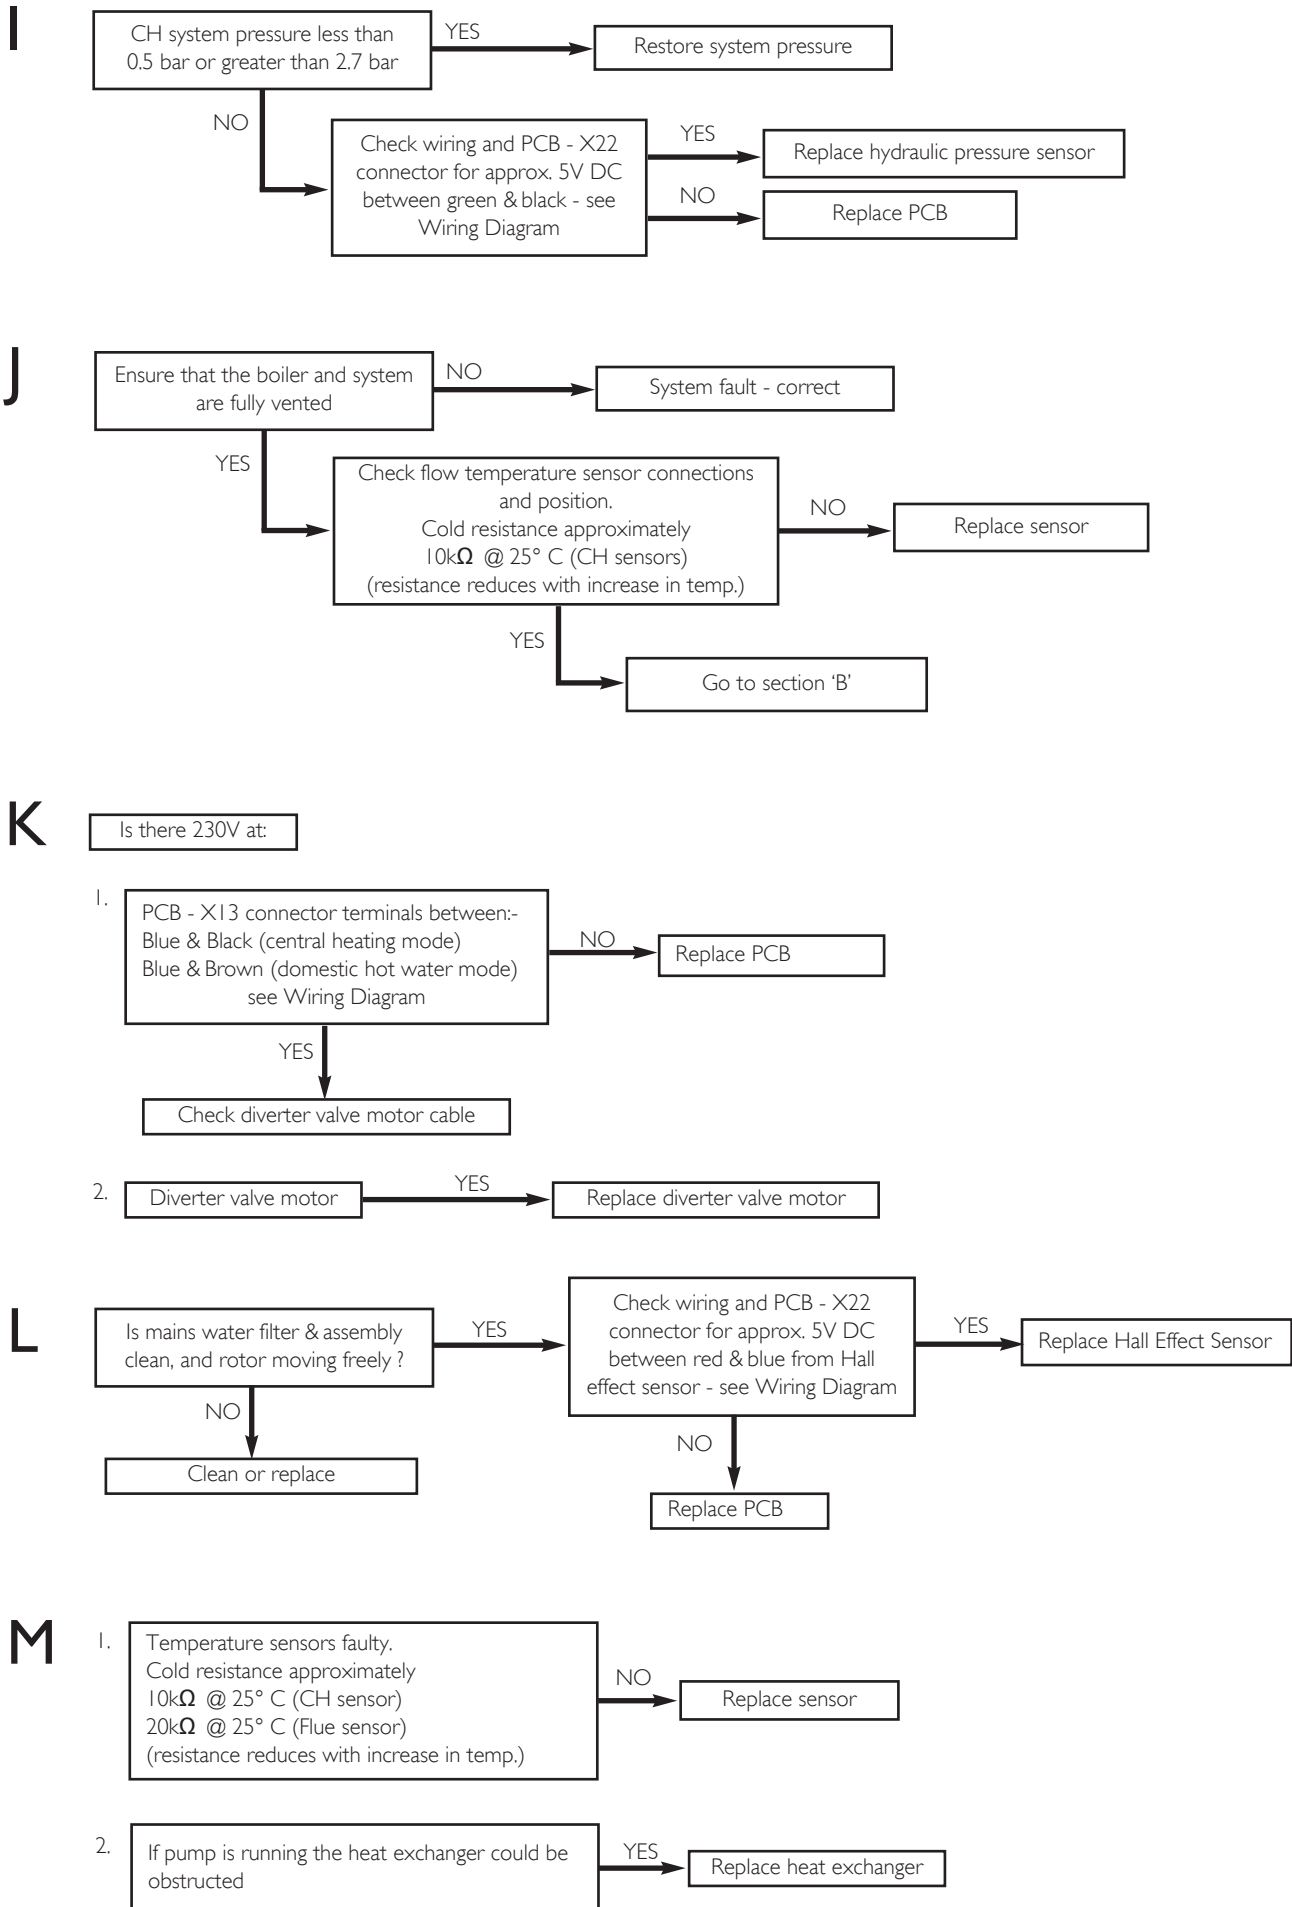 I
CH system pressure less than
0.5 bar or greater than 2.7 bar
YES
Restore system pressure
NO
Check wiring and PCB - X22
connector for approx. 5V DC
between green & black - see
Wiring Diagram
YES
Replace hydraulic pressure sensor
NO
Replace PCB
J
Ensure that the boiler and system
are fully vented
NO
System fault - correct
YES
Check flow temperature sensor connections
and position.
Cold resistance approximately
10kΩ @ 25° C (CH sensors)
(resistance reduces with increase in temp.)
NO
Replace sensor
YES
Go to section ‘B’
K
Is there 230V at:
1.
PCB - X13 connector terminals between:-
Blue & Black (central heating mode)
Blue & Brown (domestic hot water mode)
see Wiring Diagram
NO
Replace PCB
YES
Check diverter valve motor cable
2.
Diverter valve motor
YES
Replace diverter valve motor
L
Is mains water filter & assembly
clean, and rotor moving freely ?
YES
Check wiring and PCB - X22
connector for approx. 5V DC
between red & blue from Hall
effect sensor - see Wiring Diagram
YES
Replace Hall Effect Sensor
NO
Clean or replace
NO
Replace PCB
M
1.
Temperature sensors faulty.
Cold resistance approximately
10kΩ @ 25° C (CH sensor)
20kΩ @ 25° C (Flue sensor)
(resistance reduces with increase in temp.)
NO
Replace sensor
2.
If pump is running the heat exchanger could be
obstructed
YES
Replace heat exchanger